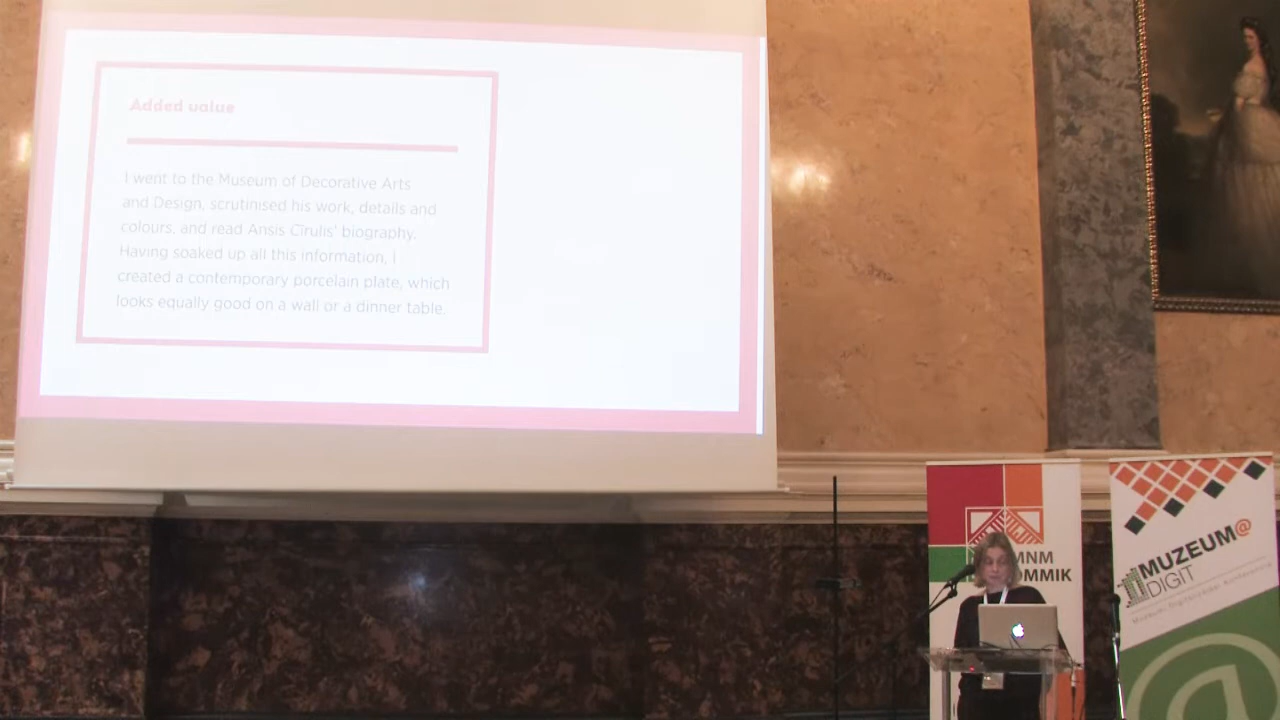 Added value
I went to the Museum of Decorative Arts
and Design, scrutinised his work, details and
colours, and read Ansis Cīrulis' biography.
Having soaked up all this information, I
created a contemporary porcelain plate, which
looks equally good on a wall or a dinner table.
MNM
OMMIK
MUZEUM@
DIGIT